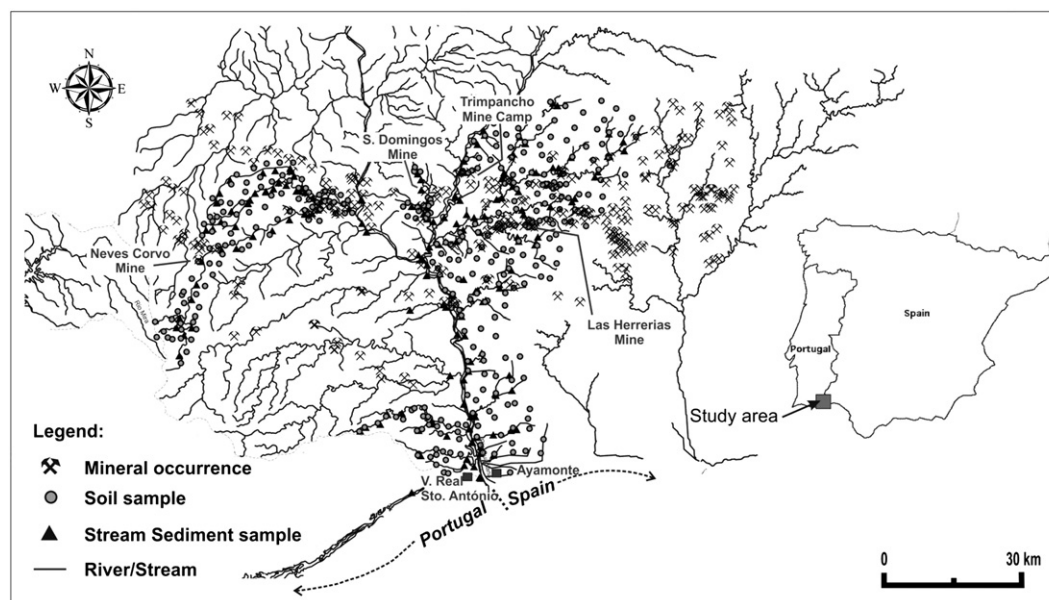 N
W
E
S
Trimpancho
Mine Camp
S. Domingos
Mine
Neves Corvo
Mine
Las Herrerias
Mine
Spain
Portugal
Study area
Legend:
Mineral occurrence
Soil sample
Stream Sediment sample
River/Stream
V. Real
Sto. António
Ayamonte
Portugal
Spain
0
30 km